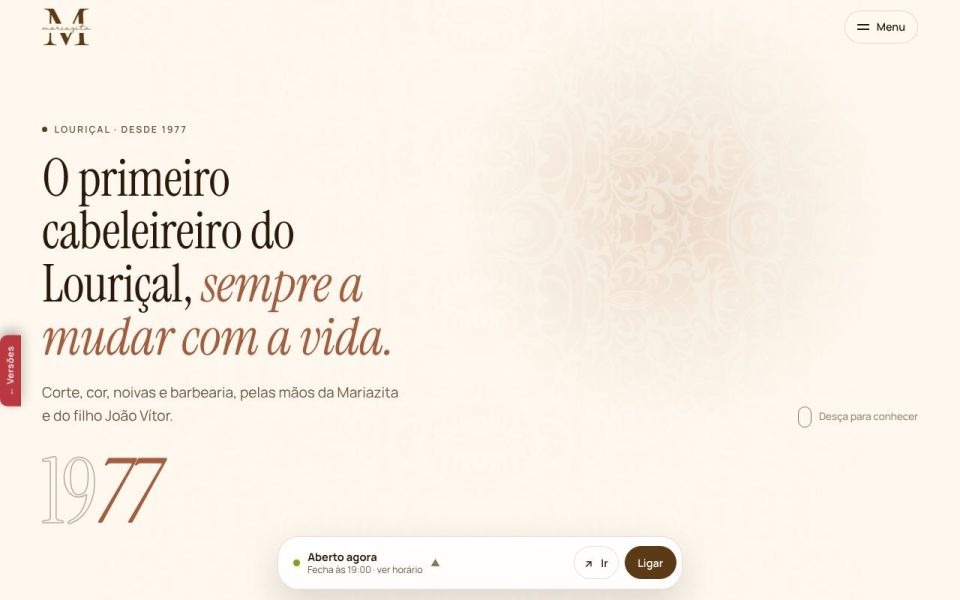 M
mariazita
Menu
LOURIÇAL · DESDE 1977
O primeiro
cabeleireiro do
Louriçal, sempre a
mudar com a vida.
← Versões
Corte, cor, noivas e barbearia, pelas mãos da Mariazita
e do filho João Vítor.
Desça para conhecer
1977
Aberto agora
Fecha às 19:00 · ver horário
Ir
Ligar